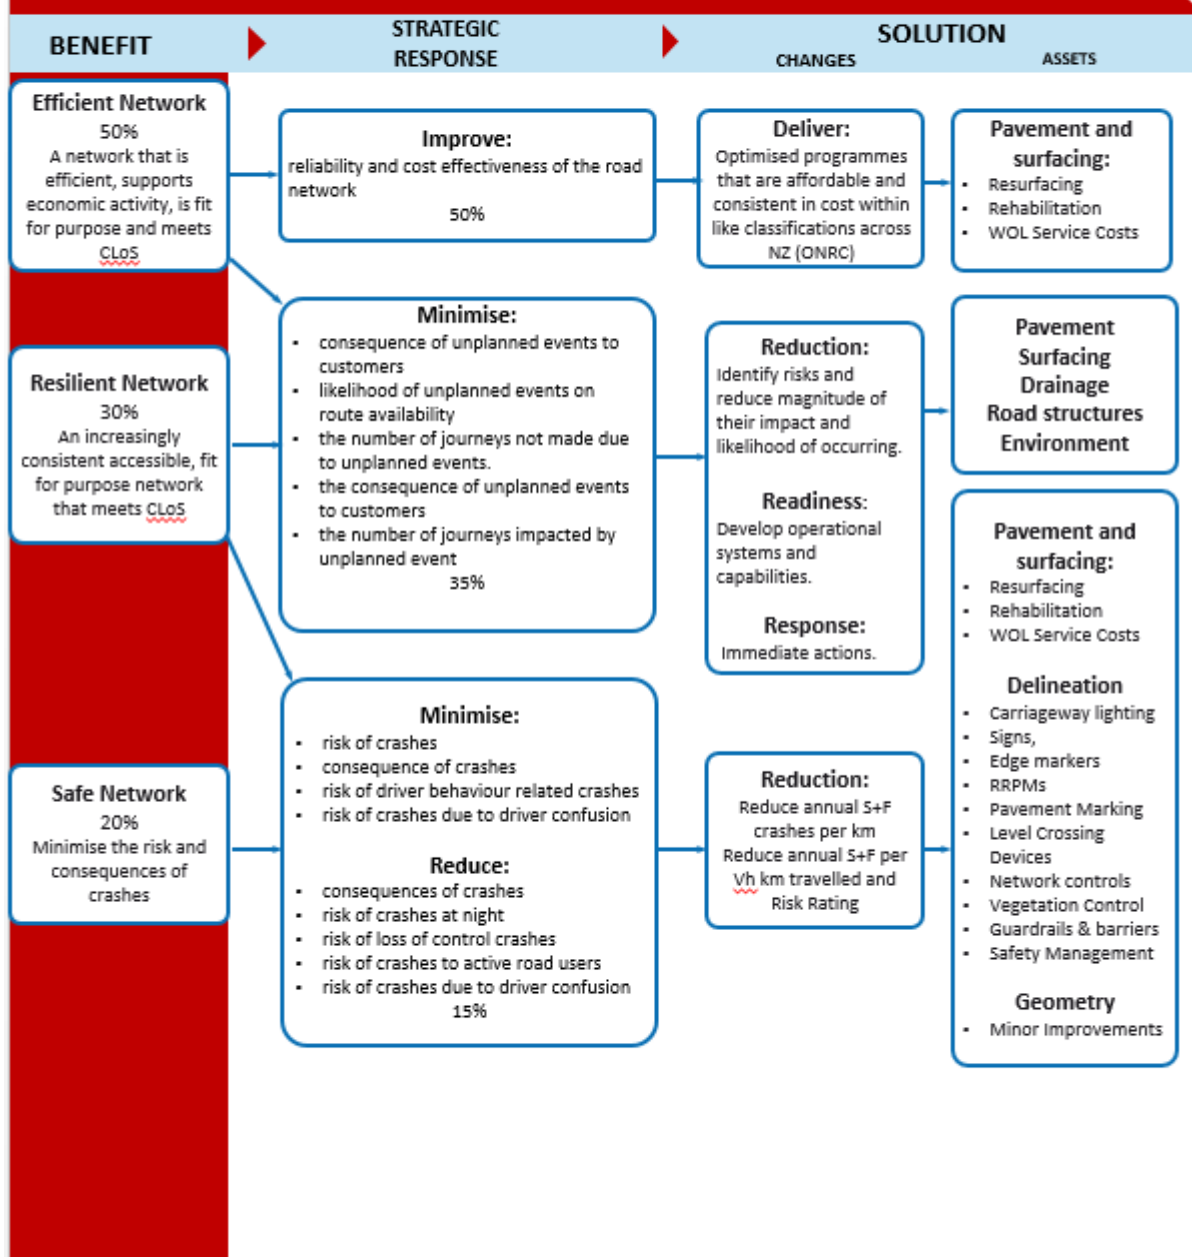 BENEFIT
STRATEGIC
RESPONSE
SOLUTION
CHANGES
ASSETS
Efficient Network
50%
A network that is
efficient, supports
economic activity, is fit
for purpose and meets
CLoS
Improve:
reliability and cost effectiveness of the road
network
50%
Deliver:
Optimised programmes
that are affordable and
consistent in cost within
like classifications across
NZ (ONRC)
Pavement and
surfacing:
▪ Resurfacing
▪ Rehabilitation
▪ WOL Service Costs
Resilient Network
30%
An increasingly
consistent accessible, fit
for purpose network
that meets CLoS
Minimise:
▪ consequence of unplanned events to
customers
▪ likelihood of unplanned events on
route availability
▪ the number of journeys not made due
to unplanned events.
▪ the consequence of unplanned events
to customers
▪ the number of journeys impacted by
unplanned event
35%
Reduction:
Identify risks and
reduce magnitude of
their impact and
likelihood of occurring.
Readiness:
Develop operational
systems and
capabilities.
Response:
Immediate actions.
Pavement
Surfacing
Drainage
Road structures
Environment
Safe Network
20%
Minimise the risk and
consequences of
crashes
Minimise:
▪ risk of crashes
▪ consequence of crashes
▪ risk of driver behaviour related crashes
▪ risk of crashes due to driver confusion
Reduce:
▪ consequences of crashes
▪ risk of crashes at night
▪ risk of loss of control crashes
▪ risk of crashes to active road users
▪ risk of crashes due to driver confusion
15%
Reduction:
Reduce annual S+F
crashes per km
Reduce annual S+F per
Vh km travelled and
Risk Rating
Pavement and
surfacing:
▪ Resurfacing
▪ Rehabilitation
▪ WOL Service Costs
Delineation
▪ Carriageway lighting
▪ Signs,
▪ Edge markers
▪ RRPMs
▪ Pavement Marking
▪ Level Crossing
Devices
▪ Network controls
▪ Vegetation Control
▪ Guardrails & barriers
▪ Safety Management
Geometry
▪ Minor Improvements